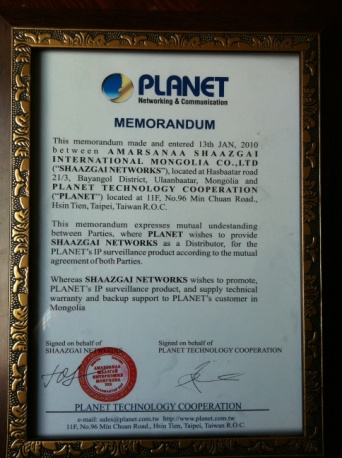 PLANET
Networking & Communication
MEMORANDUM
This memorandum made and entered 13th JAN, 2010
between AMARSANAA SHAAZGAI
INTERNATIONAL MONGOLIA CO.,LTD
("SHAAZGAI NETWORKS"), located at Hasbaatar road
21/3, Bayangol District, Ulaanbaatar, Mongolia and
PLANET TECHNOLOGY COOPERATION
("PLANET") located at 11F, No.96 Min Chuan Road.,
Hsin Tien, Taipei, Taiwan R.O.C.
This memorandum expresses mutual undestanding
between Parties, where PLANET wishes to provide
SHAAZGAI NETWORKS as a Distributor, for the
PLANET's IP surveillance product according to the mutual
agreement of both Parties.
Whereas SHAAZGAI NETWORKS wishes to promote,
PLANET's IP surveillance product, and supply technical
warranty and backup support to PLANET's customer in
Mongolia
Signed on behalf of
SHAAZGAI NETWORKS
Signed on behalf of
PLANET TECHNOLOGY COOPERATION
PLANET TECHNOLOGY COOPERATION
e-mail: sales@planet.com.tw http://www.planet.com.tw
11F, No.96 Min Chuan Road., Hsin Tien, Taipei, Taiwan R.O.C.